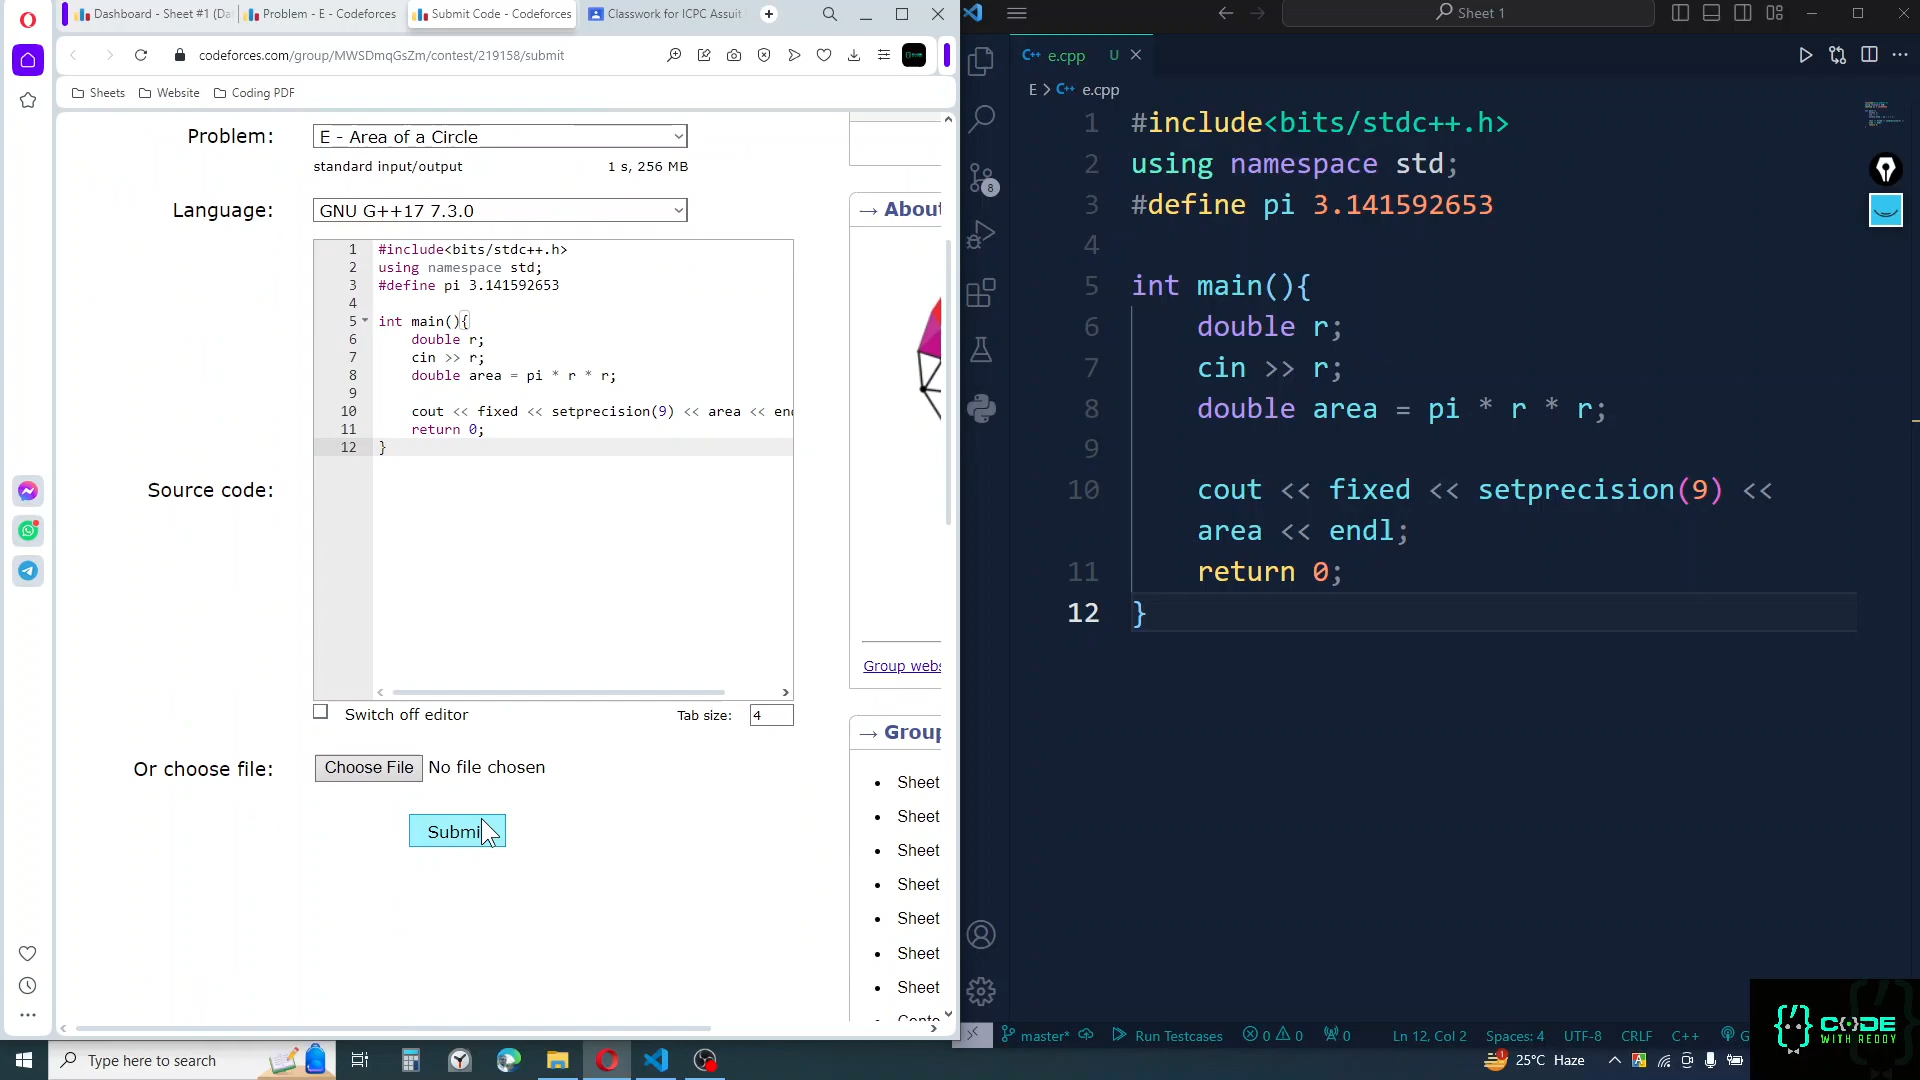 Dashboard - Sheet #1 (Da
Problem - E - Codeforces
Submit Code - Codeforces
Classwork for ICPC Assuit
codeforces.com/group/MWSDmqGsZm/contest/219158/submit
Sheets
Website
Coding PDF
Problem:
E - Area of a Circle
standard input/output
1 s, 256 MB
Language:
GNU G++17 7.3.0
1 #include<bits/stdc++.h>
2 using namespace std;
3 #define pi 3.141592653
4
5 int main(){
6 double r;
7 cin >> r;
8 double area = pi * r * r;
9
10 cout << fixed << setprecision(9) << area << en
11 return 0;
12 }
Source code:
Switch off editor
Tab size:
4
Or choose file:
Choose File No file chosen
Submi
→ About
Group webs
→ Group
Sheet
Sheet
Sheet
Sheet
Sheet
Sheet
Sheet
Sheet 1
e.cpp U
E > e.cpp
8
1 #include<bits/stdc++.h>
2 using namespace std;
3 #define pi 3.141592653
4
5 int main(){
6 double r;
7 cin >> r;
8 double area = pi * r * r;
9
10 cout << fixed << setprecision(9) <<
area << endl;
11 return 0;
12 }
master*
Run Testcases
0 0
0
Ln 12, Col 2
Spaces: 4
UTF-8
CRLF
C++
G
CODE
WITH REDDY
Type here to search
1
25°C Haze
A